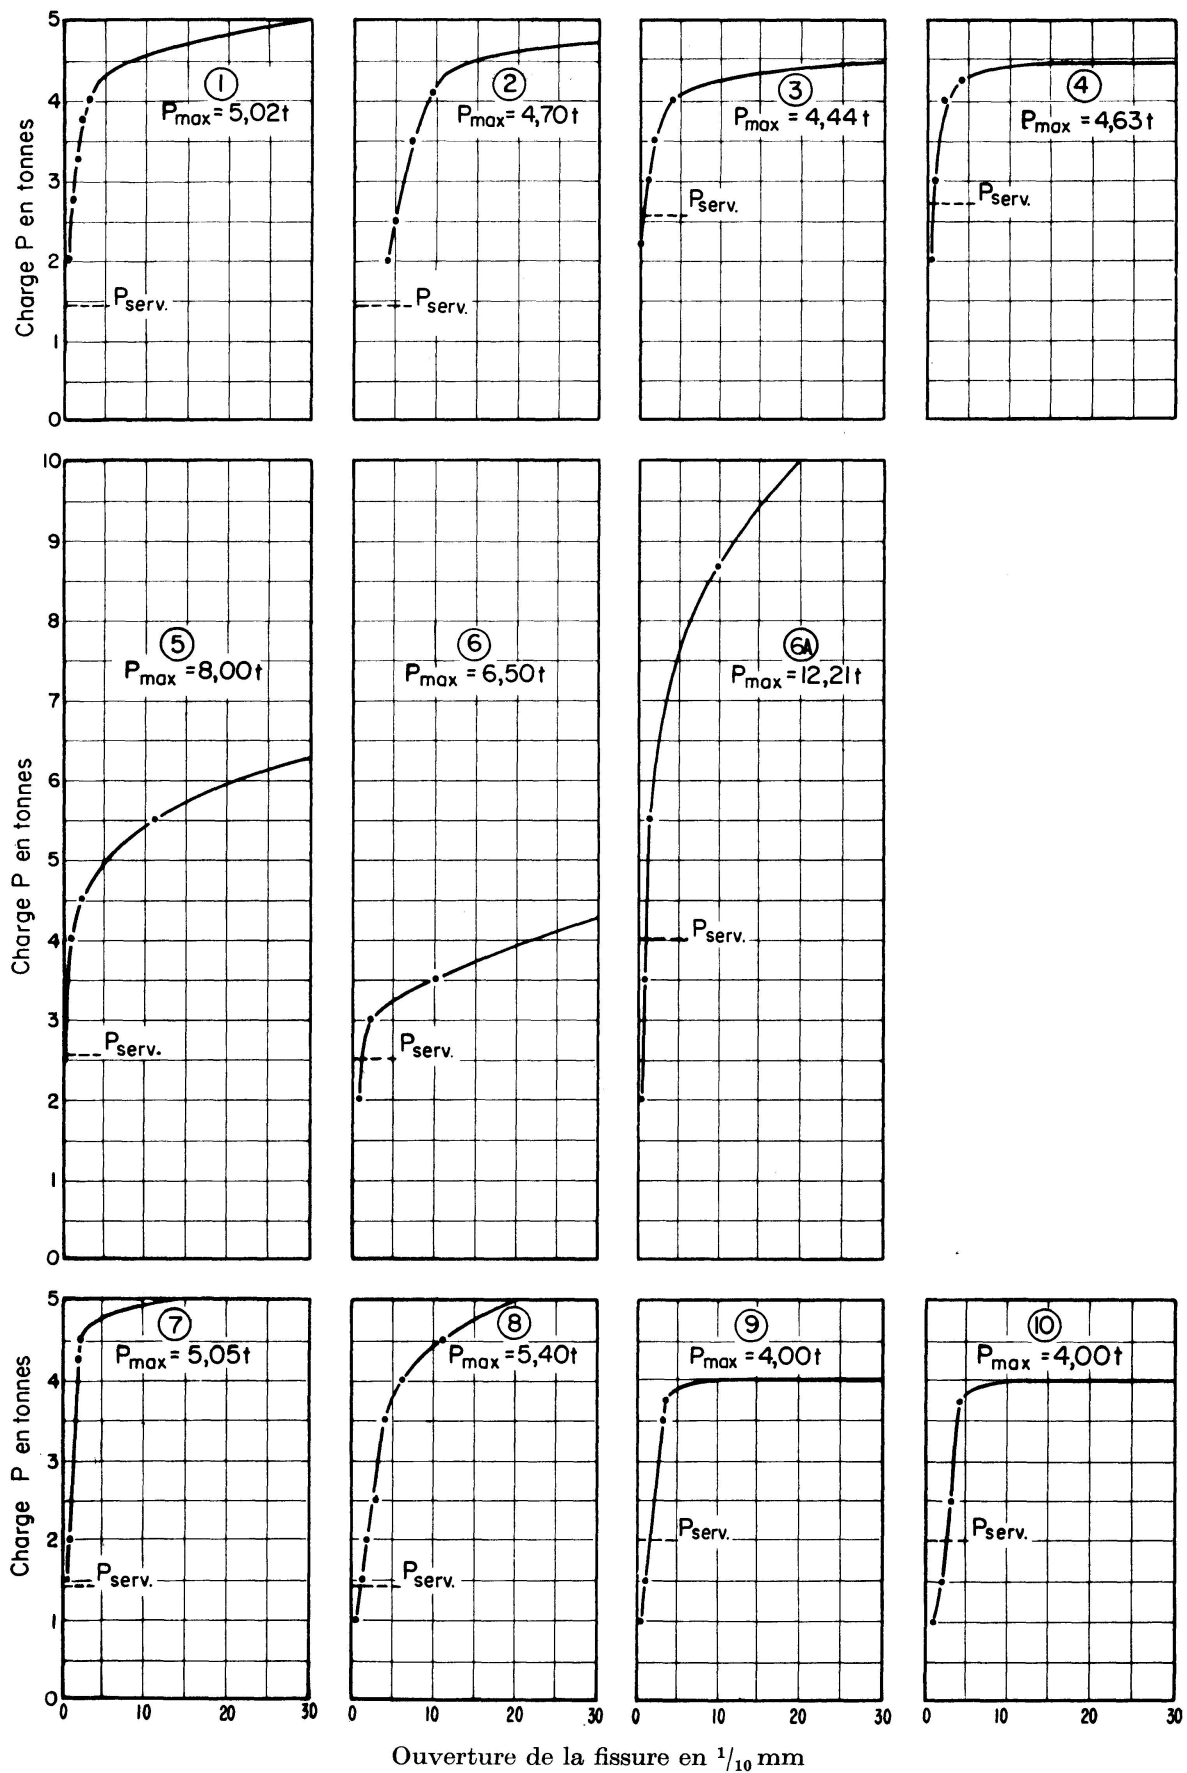 Charge P en tonnes
5
4
3
2
1
0
①
Pmax = 5,02t
Pserv.
②
Pmax = 4,70t
Pserv.
③
Pmax = 4,44t
Pserv.
④
Pmax = 4,63t
Pserv.
Charge P en tonnes
10
9
8
7
6
5
4
3
2
1
0
⑤
Pmax = 8,00t
Pserv.
⑥
Pmax = 6,50t
Pserv.
6A
Pmax = 12,21t
Pserv.
Charge P en tonnes
5
4
3
2
1
0
⑦
Pmax = 5,05t
Pserv.
⑧
Pmax = 5,40t
Pserv.
⑨
Pmax = 4,00t
Pserv.
⑩
Pmax = 4,00t
Pserv.
0 10 20 30
0 10 20 30
0 10 20 30
0 10 20 30
Ouverture de la fissure en 1/10 mm